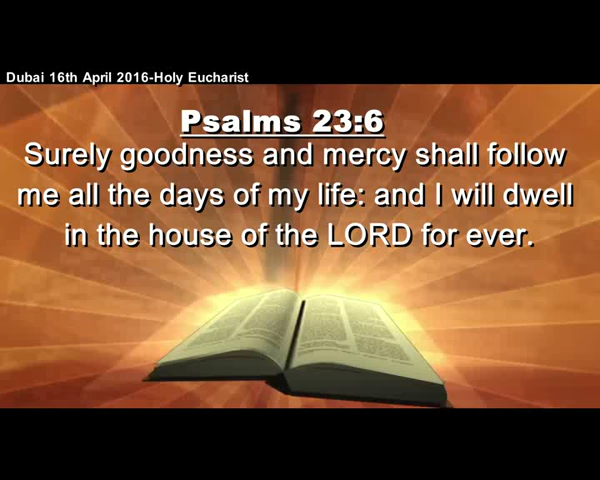 Dubai 16th April 2016-Holy Eucharist
Psalms 23:6
Surely goodness and mercy shall follow
me all the days of my life: and I will dwell
in the house of the LORD for ever.